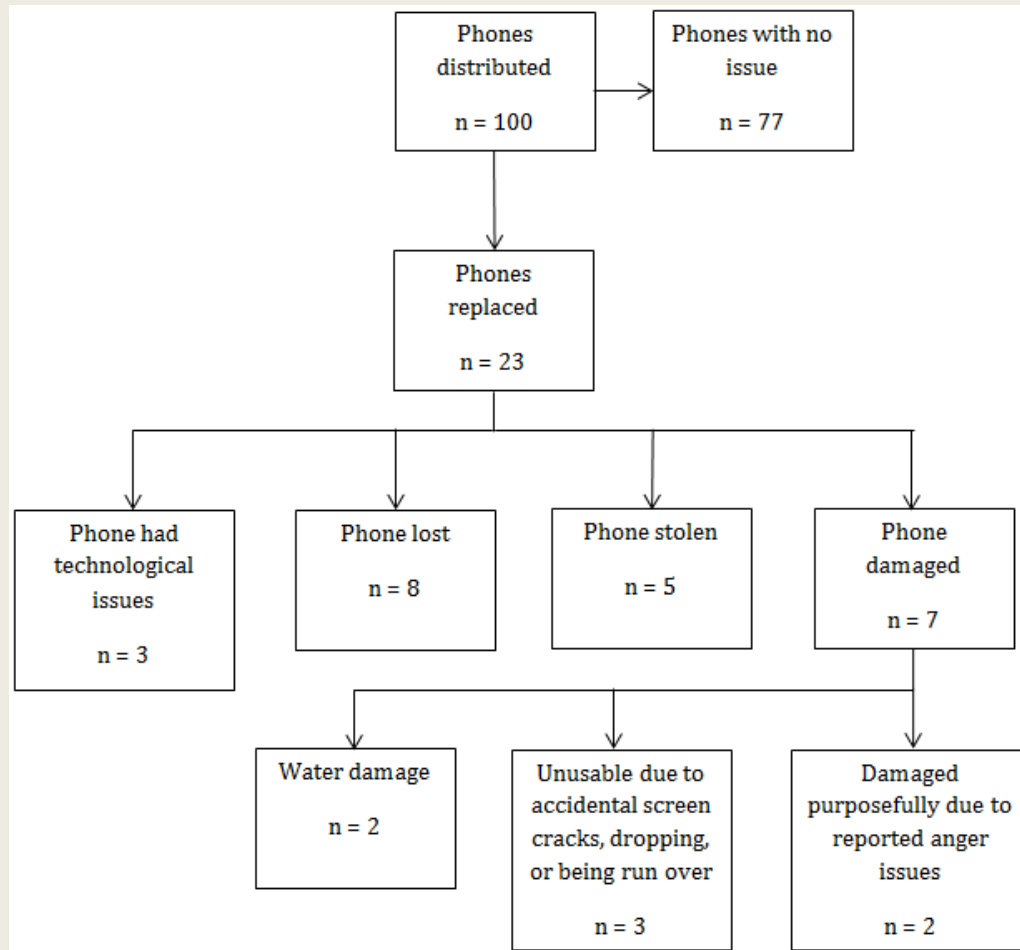 Phones
distributed
n = 100
Phones with no
issue
n = 77
Phones
replaced
n = 23
Phone had
technological
issues
n = 3
Phone lost
n = 8
Phone stolen
n = 5
Phone
damaged
n = 7
Water damage
n = 2
Unusable due to
accidental screen
cracks, dropping,
or being run over
n = 3
Damaged
purposefully due to
reported anger
issues
n = 2